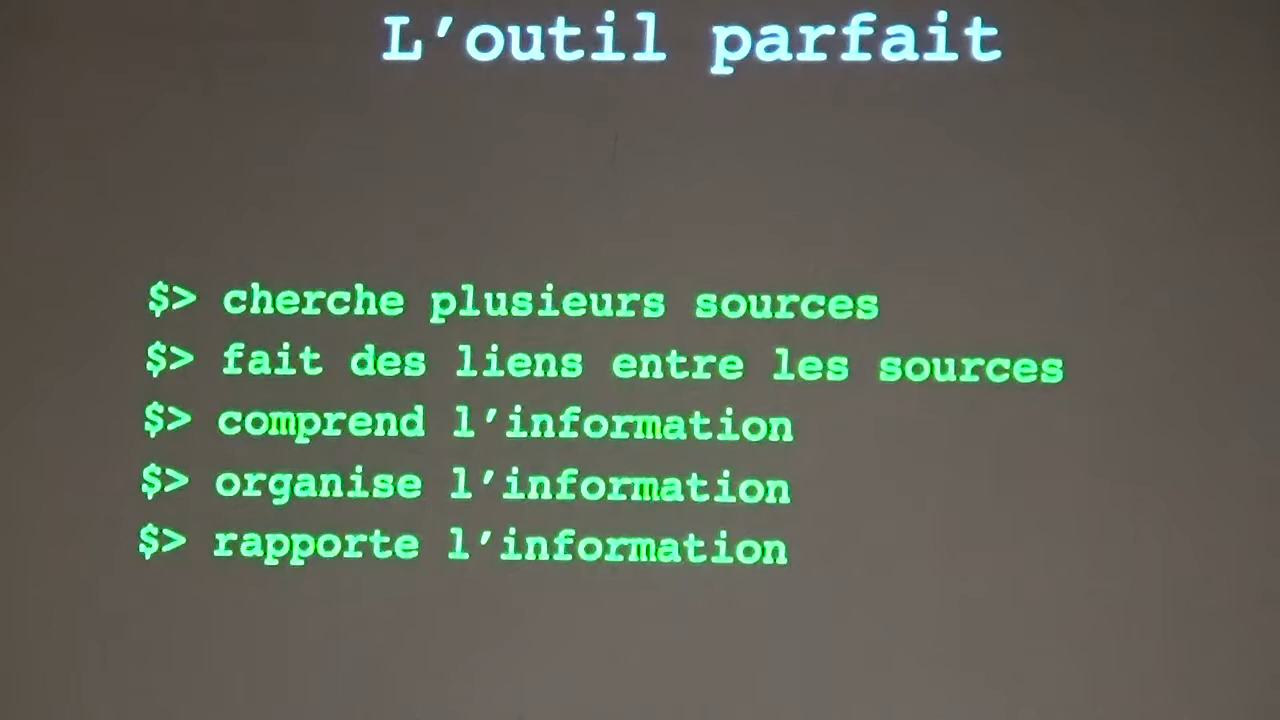 L'outil parfait
$> cherche plusieurs sources
$> fait des liens entre les sources
$> comprend l'information
$> organise l'information
$> rapporte l'information